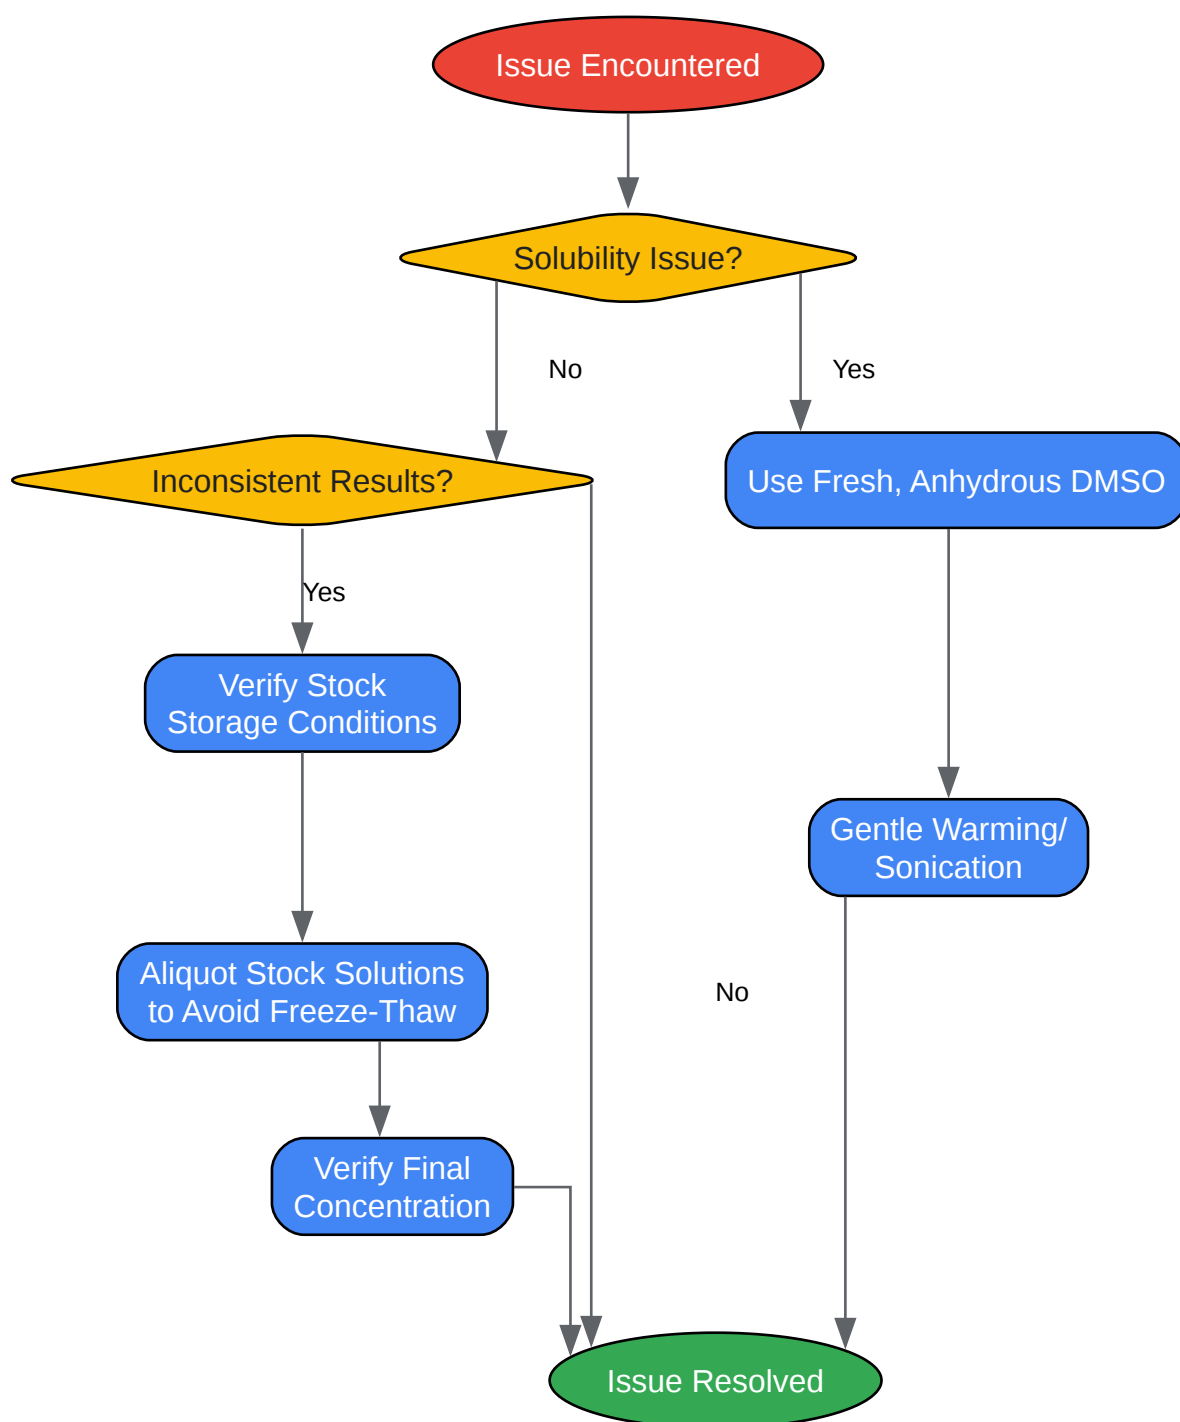 Issue Encountered
Solubility Issue?
No
Yes
Inconsistent Results?
Use Fresh, Anhydrous DMSO
Yes
Verify Stock
Storage Conditions
Gentle Warming/
Sonication
Aliquot Stock Solutions
to Avoid Freeze-Thaw
No
Verify Final
Concentration
Issue Resolved